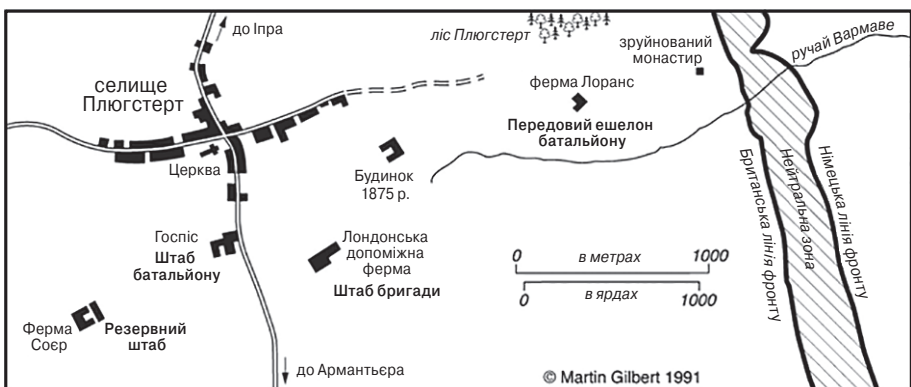 до Іпра
ліс Плюгстерт
зруйнований
монастир
ручай Вармаве
селище
Плюгстерт
ферма Лоранс
Передовий ешелон
батальйону
Церква
Будинок
1875 р.
Британська лінія фронту
Нейтральна зона
Німецька лінія фронту
Госпіс
Штаб
батальйону
Лондонська
допоміжна
ферма
Штаб бригади
0 в метрах 1000
0 в ярдах 1000
Ферма
Соєр
Резервний
штаб
до Армантьєра
© Martin Gilbert 1991